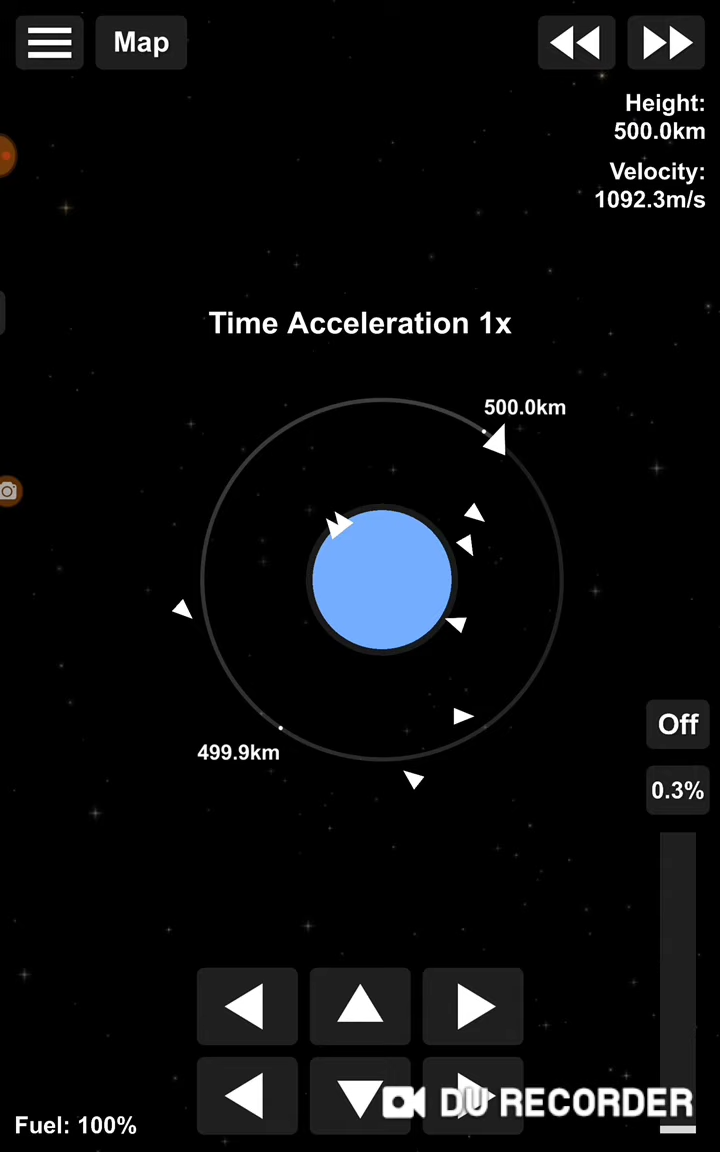 Map
Height:
500.0km
Velocity:
1092.3m/s
Time Acceleration 1x
500.0km
499.9km
Off
0.3%
DU RECORDER
Fuel: 100%